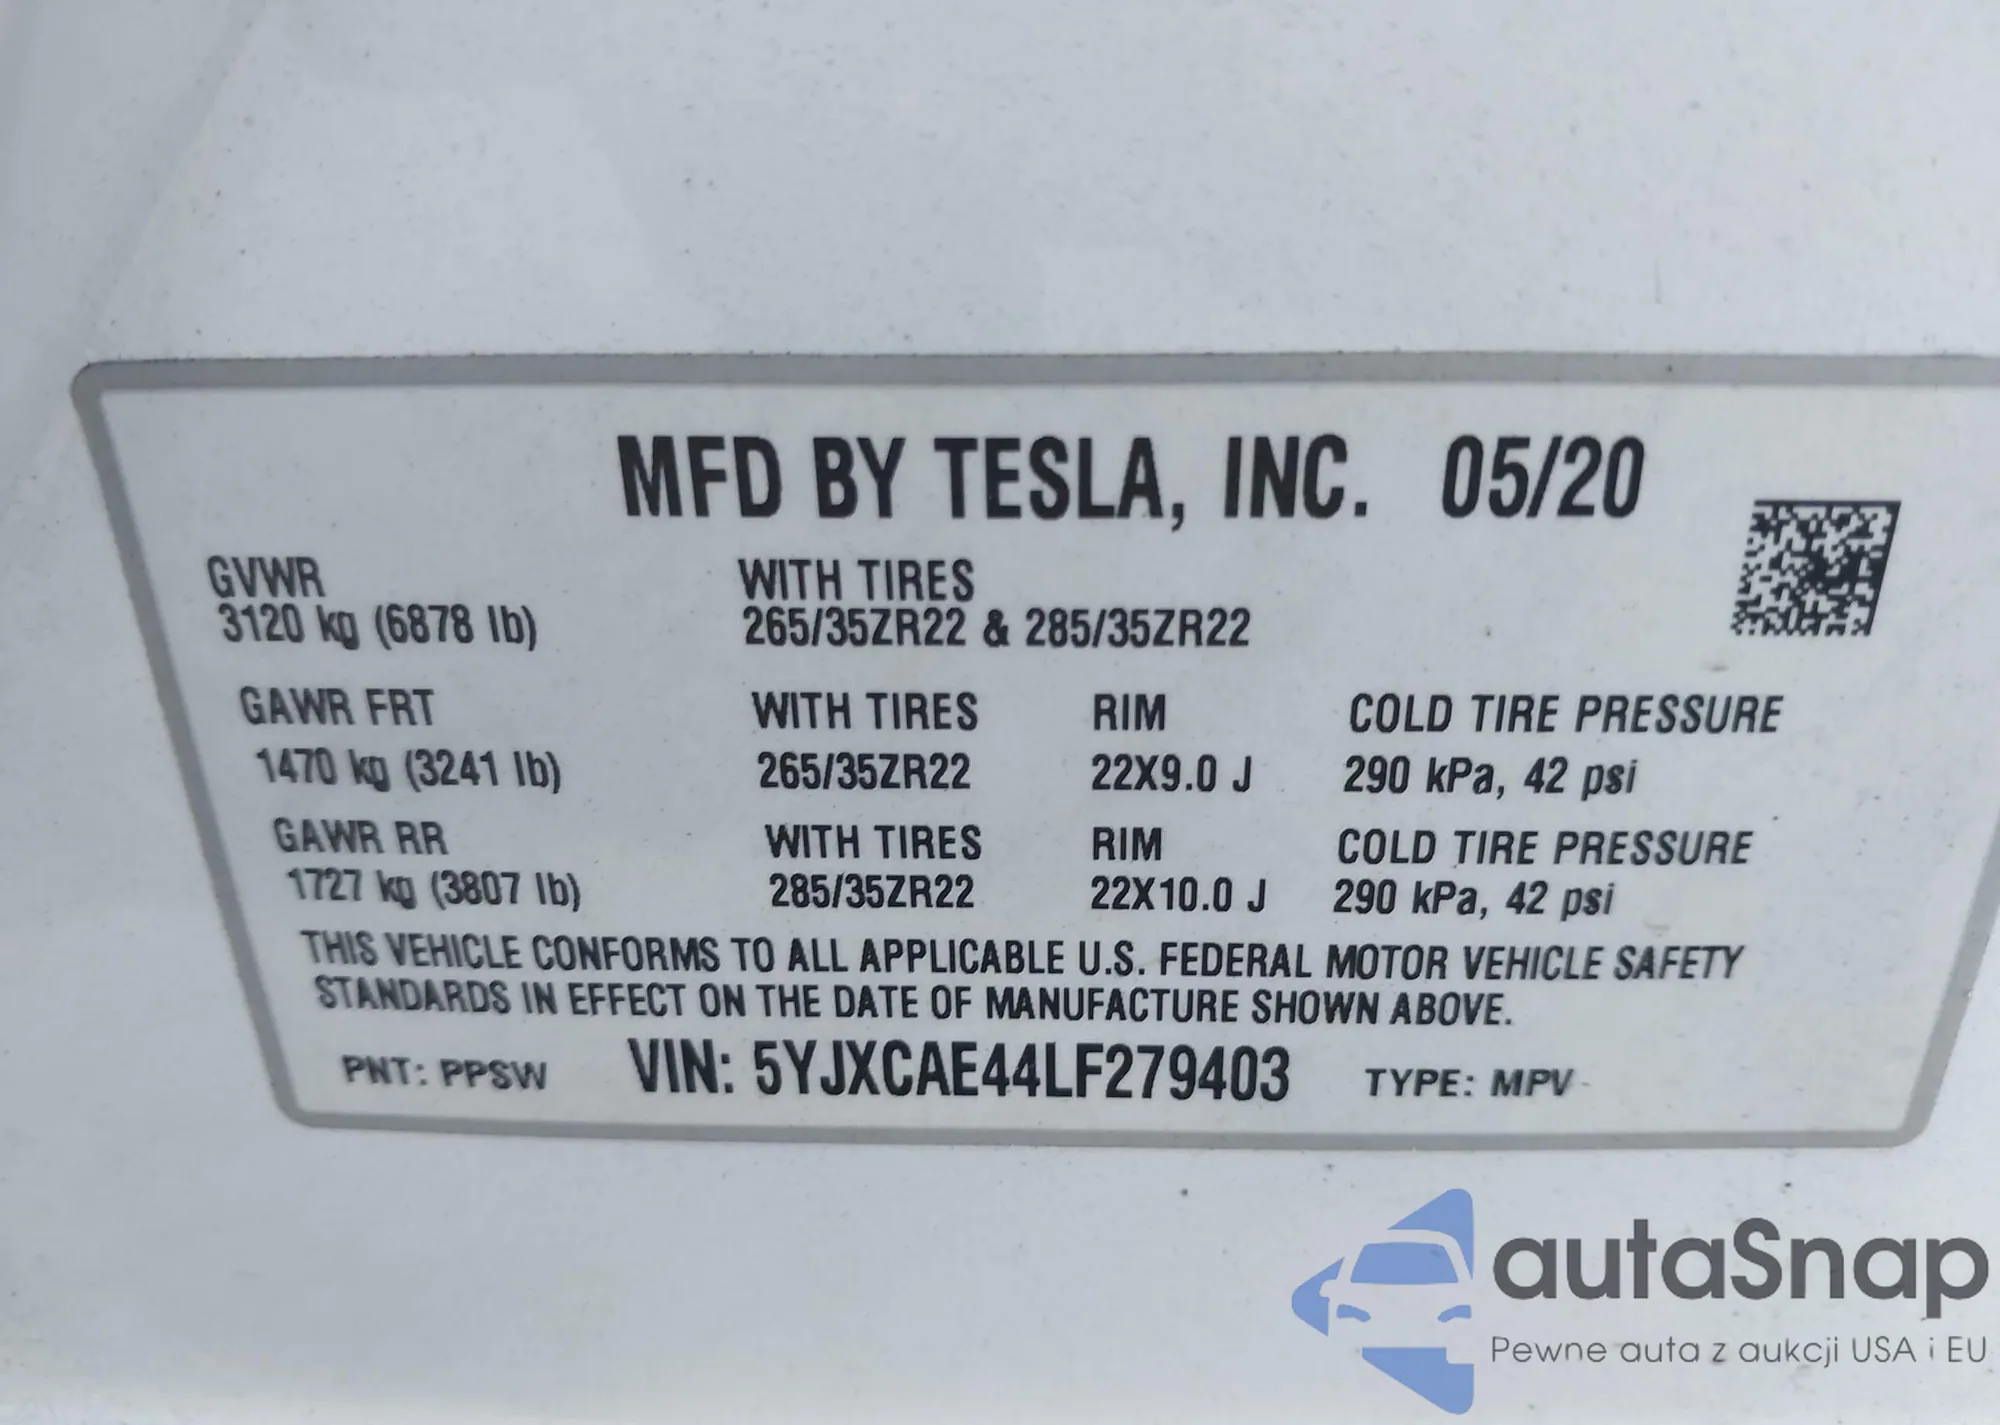 MFD BY TESLA, INC. 05/20
GVWR WITH TIRES
3120 kg (6878 lb) 265/35ZR22 & 285/35ZR22
GAWR FRT WITH TIRES RIM COLD TIRE PRESSURE
1470 kg (3241 lb) 265/35ZR22 22X9.0 J 290 kPa, 42 psi
GAWR RR WITH TIRES RIM COLD TIRE PRESSURE
1727 kg (3807 lb) 285/35ZR22 22X10.0 J 290 kPa, 42 psi
THIS VEHICLE CONFORMS TO ALL APPLICABLE U.S. FEDERAL MOTOR VEHICLE SAFETY
STANDARDS IN EFFECT ON THE DATE OF MANUFACTURE SHOWN ABOVE.
PNT: PPSW VIN: 5YJXCAE44LF279403 TYPE: MPV
autaSnap
Pewne auta z aukcji USA i EU